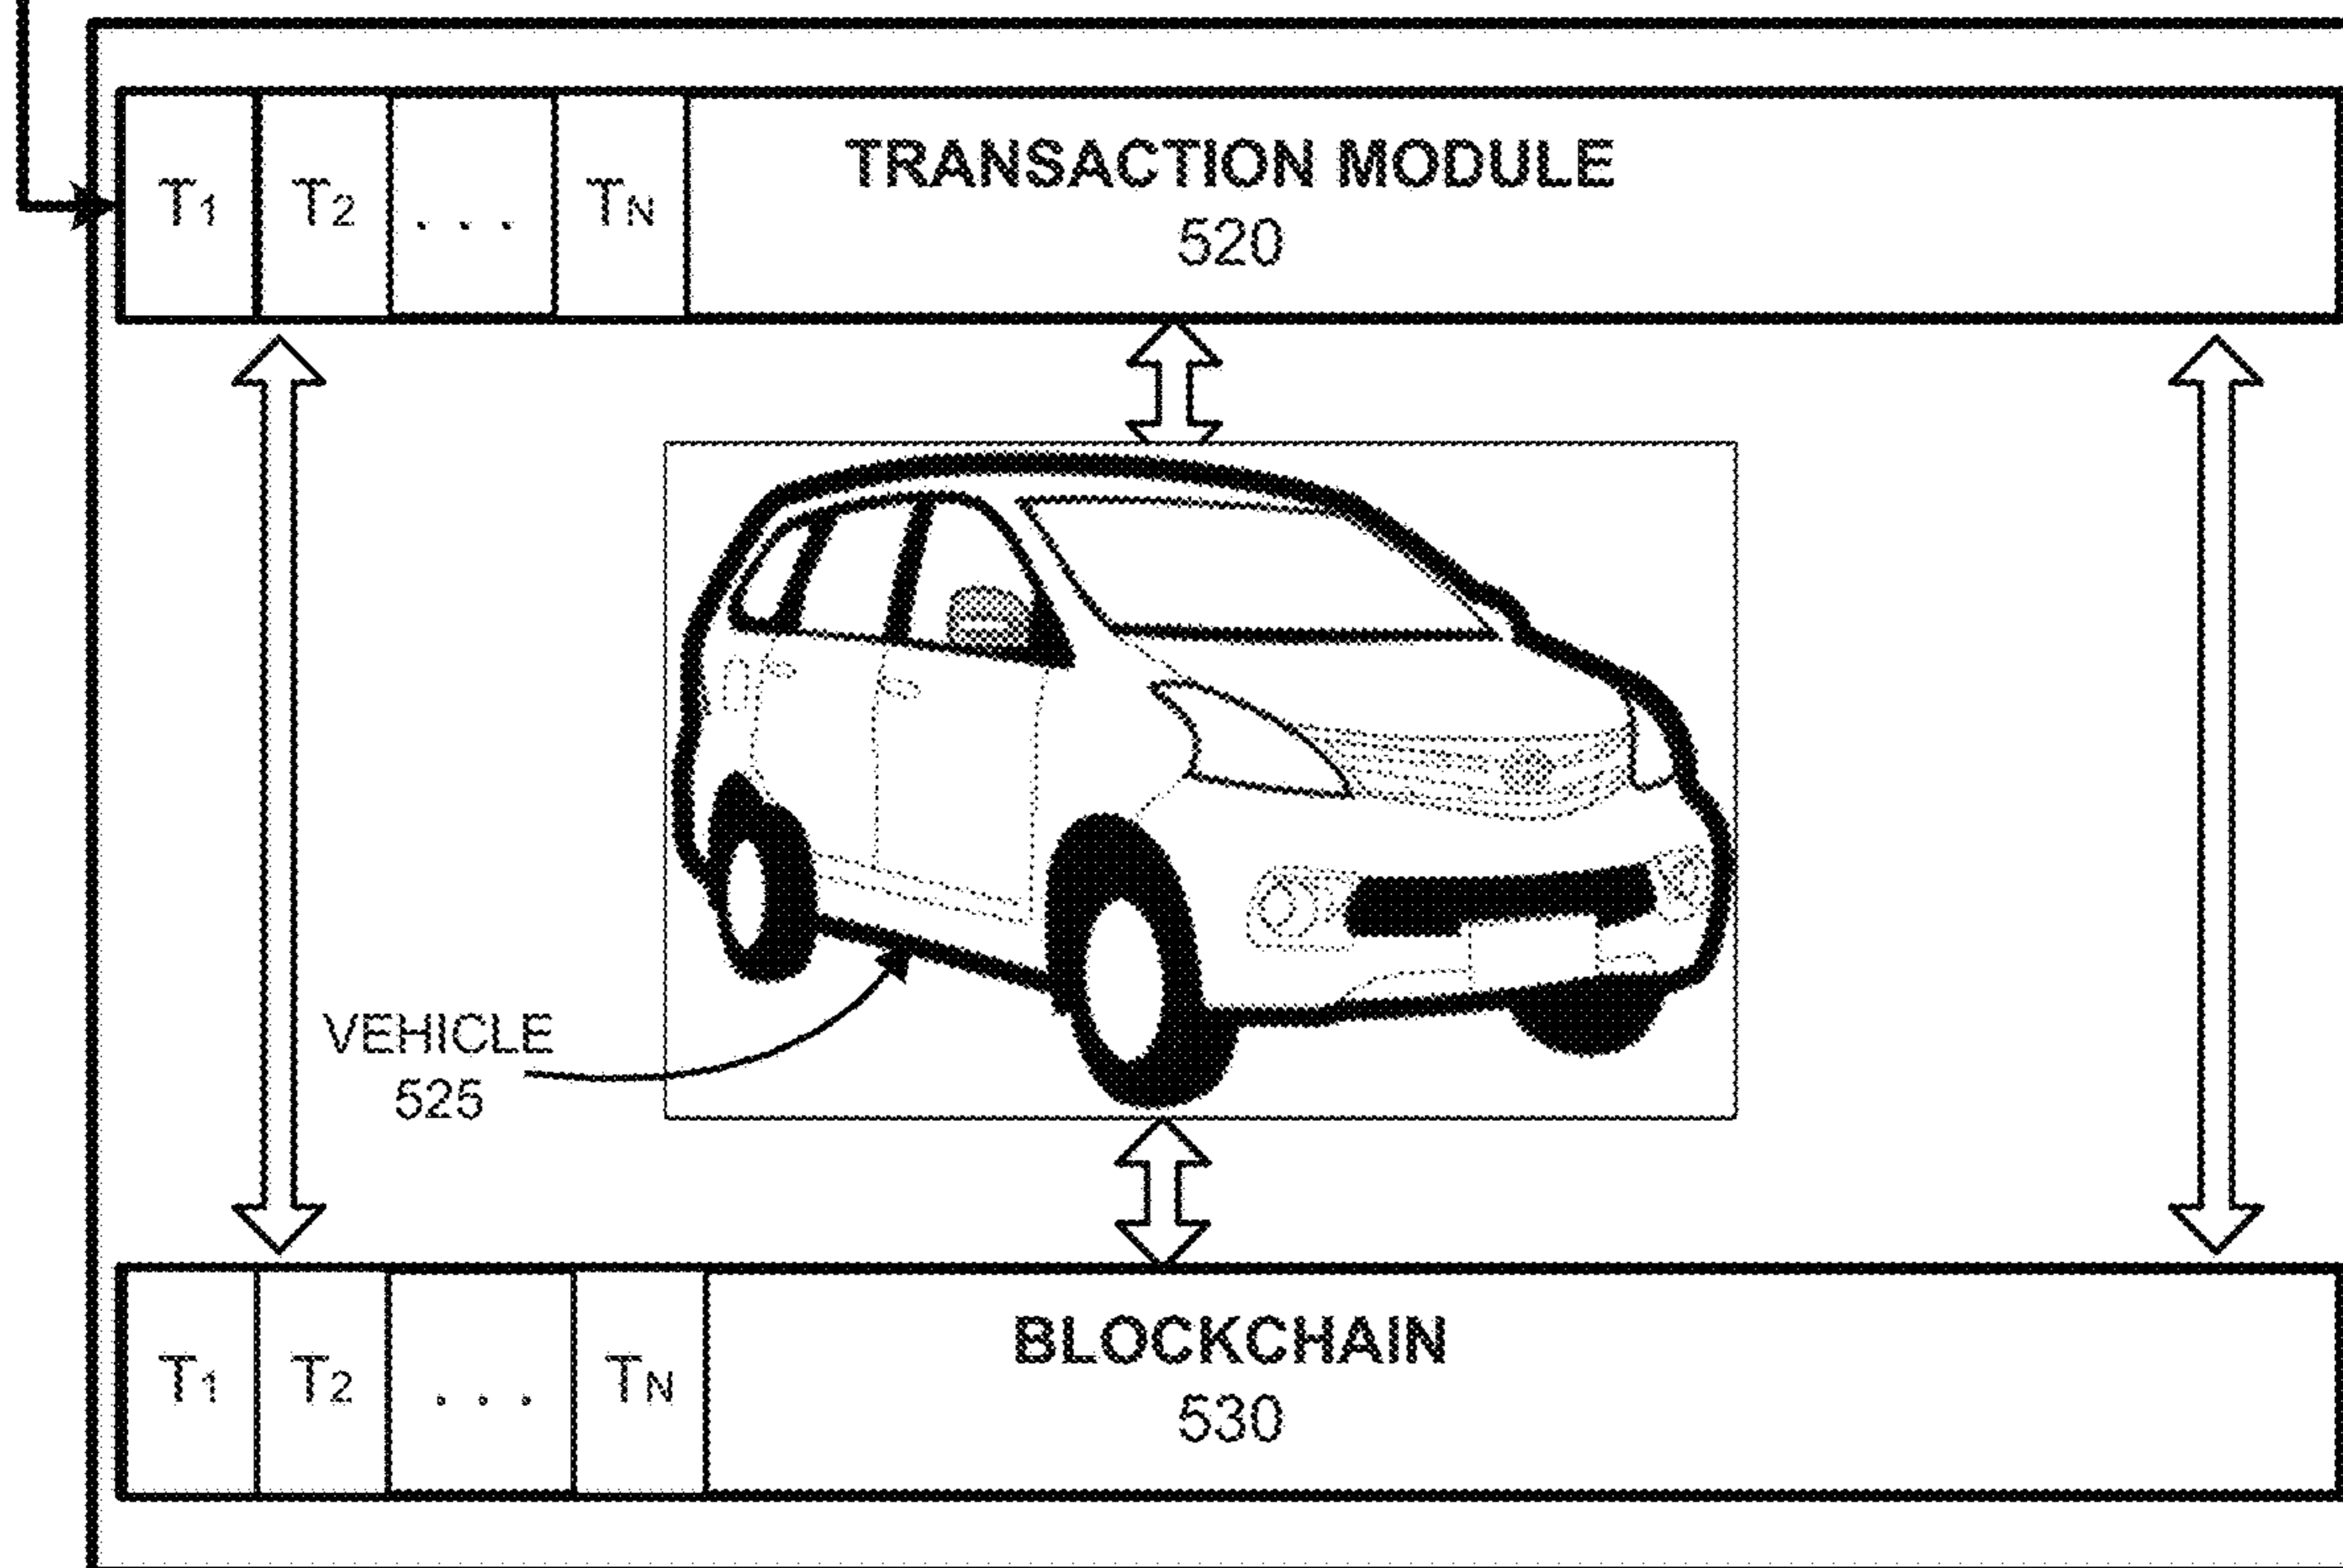 T1 T2 . . . TN TRANSACTION MODULE
520
VEHICLE
525
T1 T2 . . . TN BLOCKCHAIN
530